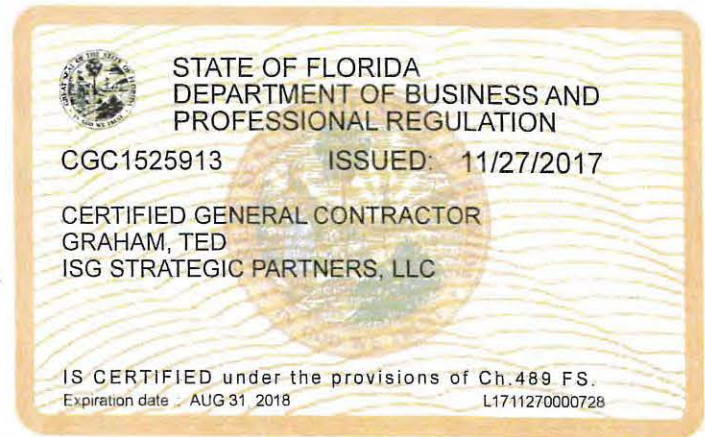 STATE OF FLORIDA
DEPARTMENT OF BUSINESS AND
PROFESSIONAL REGULATION
CGC1525913 ISSUED: 11/27/2017
CERTIFIED GENERAL CONTRACTOR
GRAHAM, TED
ISG STRATEGIC PARTNERS, LLC
IS CERTIFIED under the provisions of Ch.489 FS.
Expiration date : AUG 31, 2018 L1711270000728